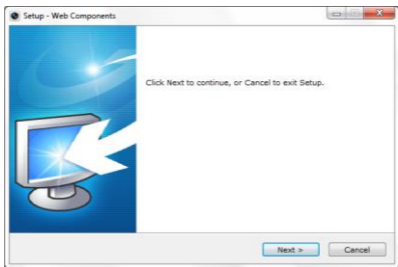 Setup - Web Components
Click Next to continue, or Cancel to exit Setup.
Next >
Cancel